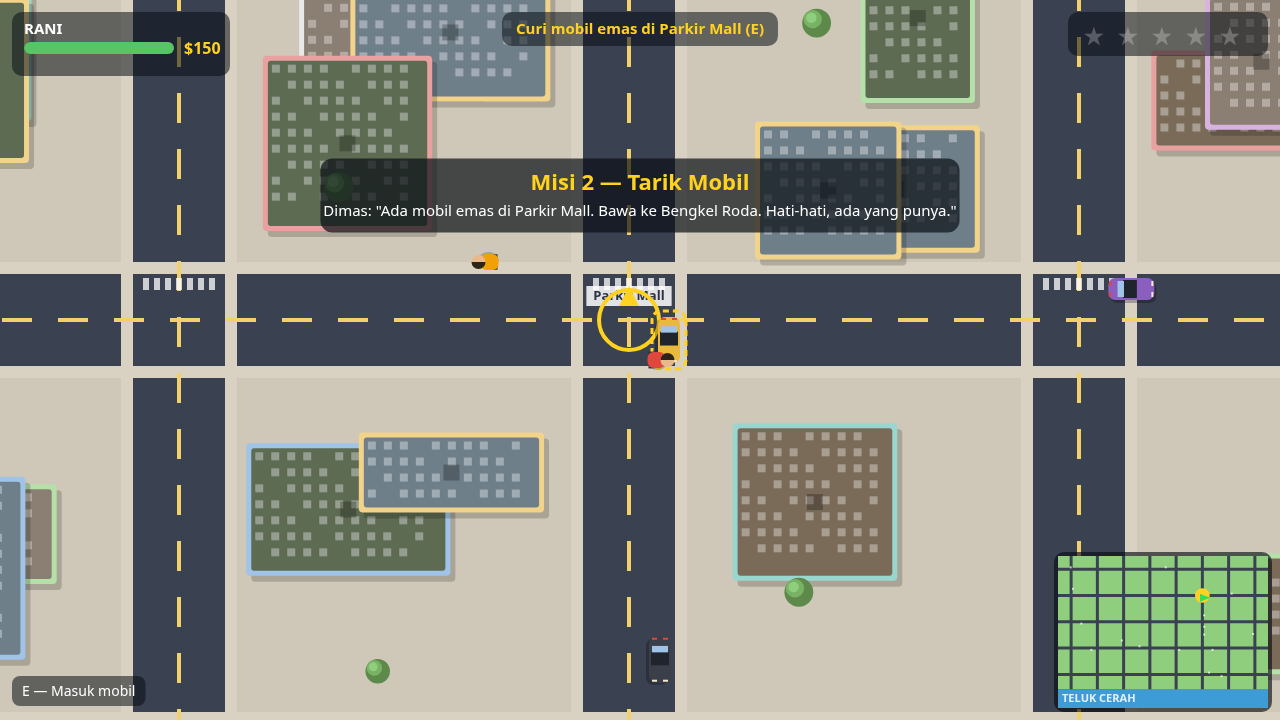 RANI
$150
Curi mobil emas di Parkir Mall (E)
Misi 2 — Tarik Mobil
Dimas: "Ada mobil emas di Parkir Mall. Bawa ke Bengkel Roda. Hati-hati, ada yang punya."
Parkir Mall
E — Masuk mobil
TELUK CERAH